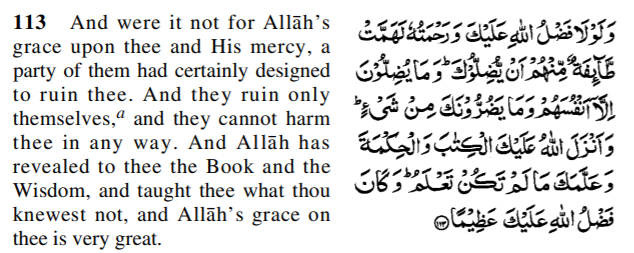 113 And were it not for Allāh’s
grace upon thee and His mercy, a
party of them had certainly designed
to ruin thee. And they ruin only
themselves,ᵃ and they cannot harm
thee in any way. And Allāh has
revealed to thee the Book and the
Wisdom, and taught thee what thou
knewest not, and Allāh’s grace on
thee is very great.
وَلَوْلَا فَضْلُ اللّٰهِ عَلَيْكَ وَرَحْمَتُهٗ لَهَمَّتْ
طَّآئِفَةٌ مِّنْهُمْ اَنْ يُّضِلُّوْكَ ؕ وَمَا يُضِلُّوْنَ
اِلَّاۤ اَنْفُسَهُمْ وَمَا يَضُرُّوْنَكَ مِنْ شَيْءٍ ؕ
وَاَنْزَلَ اللّٰهُ عَلَيْكَ الْكِتٰبَ وَالْحِكْمَةَ
وَعَلَّمَكَ مَا لَمْ تَكُنْ تَعْلَمُ ؕ وَكَانَ
فَضْلُ اللّٰهِ عَلَيْكَ عَظِيْمًا ﴿۱۱۳﴾